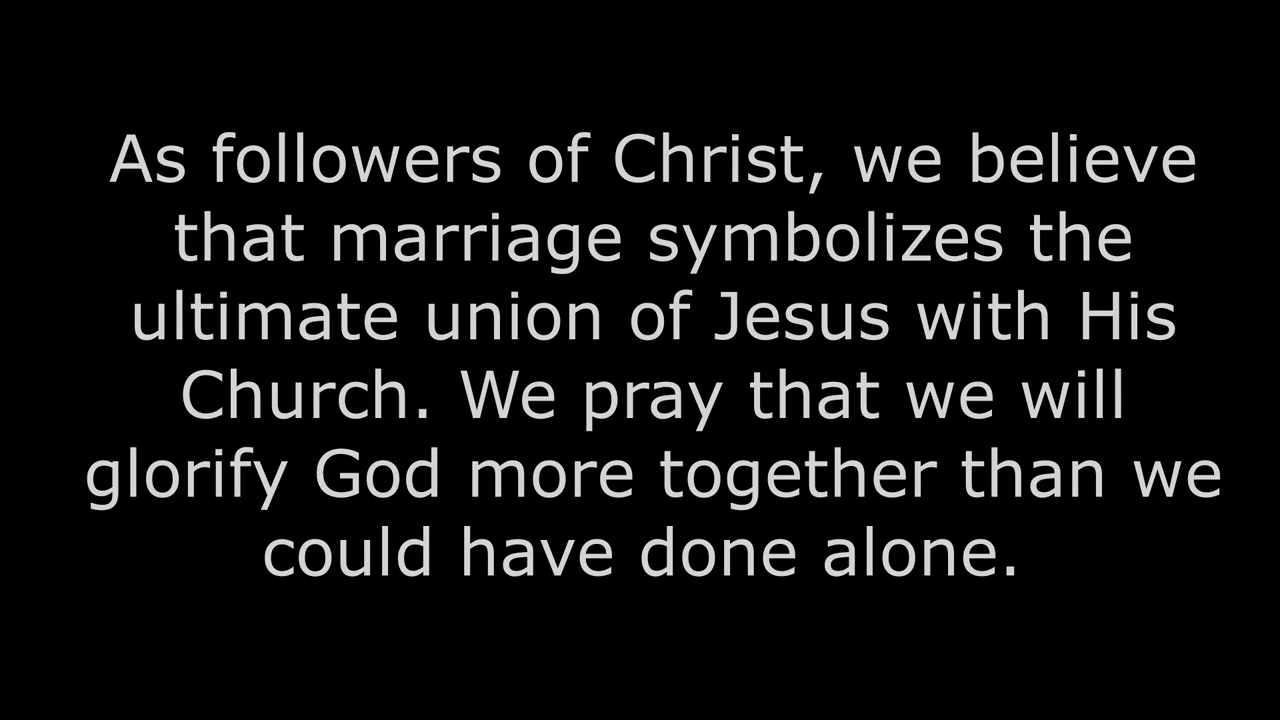 As followers of Christ, we believe
that marriage symbolizes the
ultimate union of Jesus with His
Church. We pray that we will
glorify God more together than we
could have done alone.